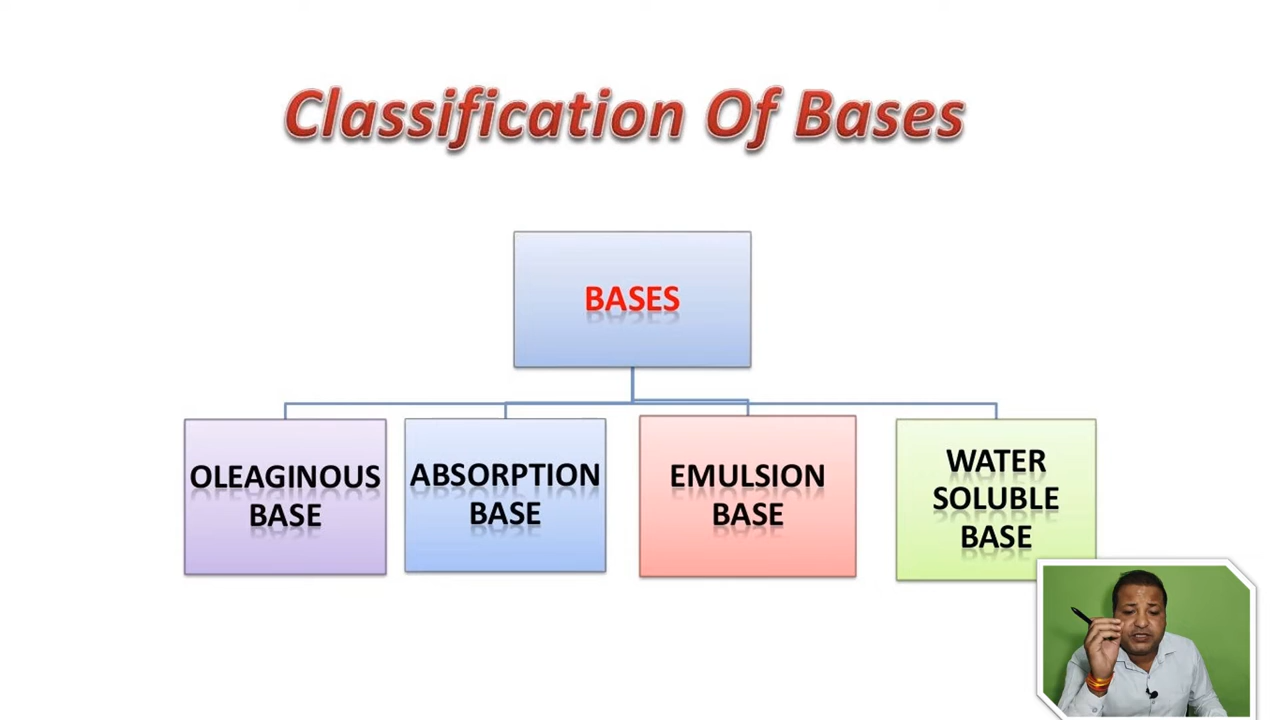 Classification Of Bases
BASES
OLEAGINOUS
BASE
ABSORPTION
BASE
EMULSION
BASE
WATER
SOLUBLE
BASE